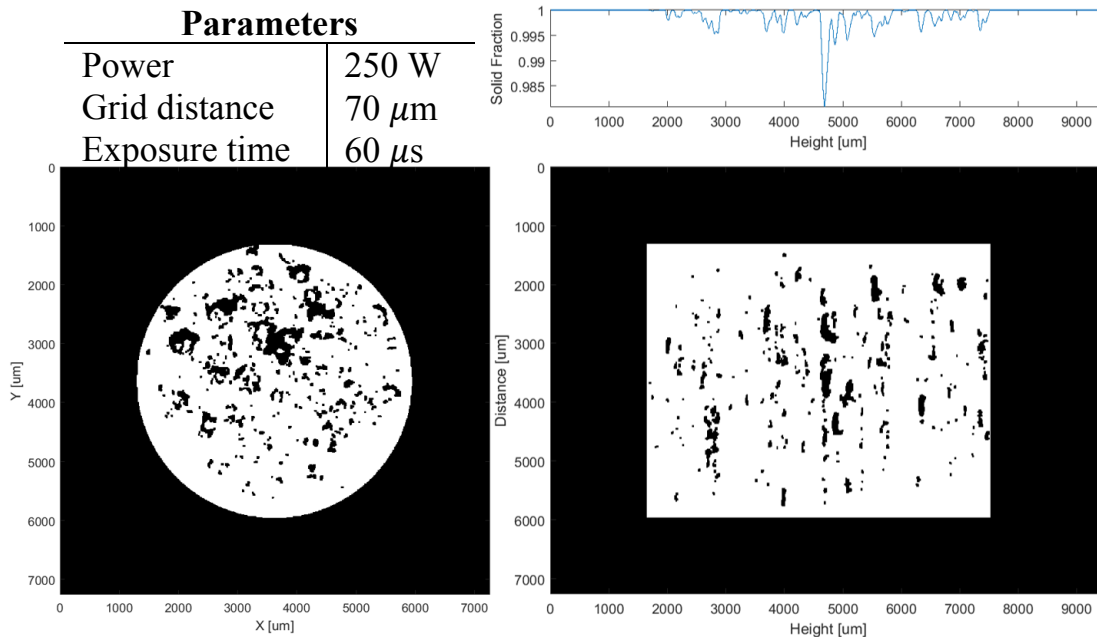 Parameters
Power 250 W
Grid distance 70 μm
Exposure time 60 μs
Solid Fraction
1
0.995
0.99
0.985
0 1000 2000 3000 4000 5000 6000 7000 8000 9000
Height [um]
Y [um]
0
1000
2000
3000
4000
5000
6000
7000
0 1000 2000 3000 4000 5000 6000 7000
X [um]
Distance [um]
0
1000
2000
3000
4000
5000
6000
7000
0 1000 2000 3000 4000 5000 6000 7000 8000 9000
Height [um]